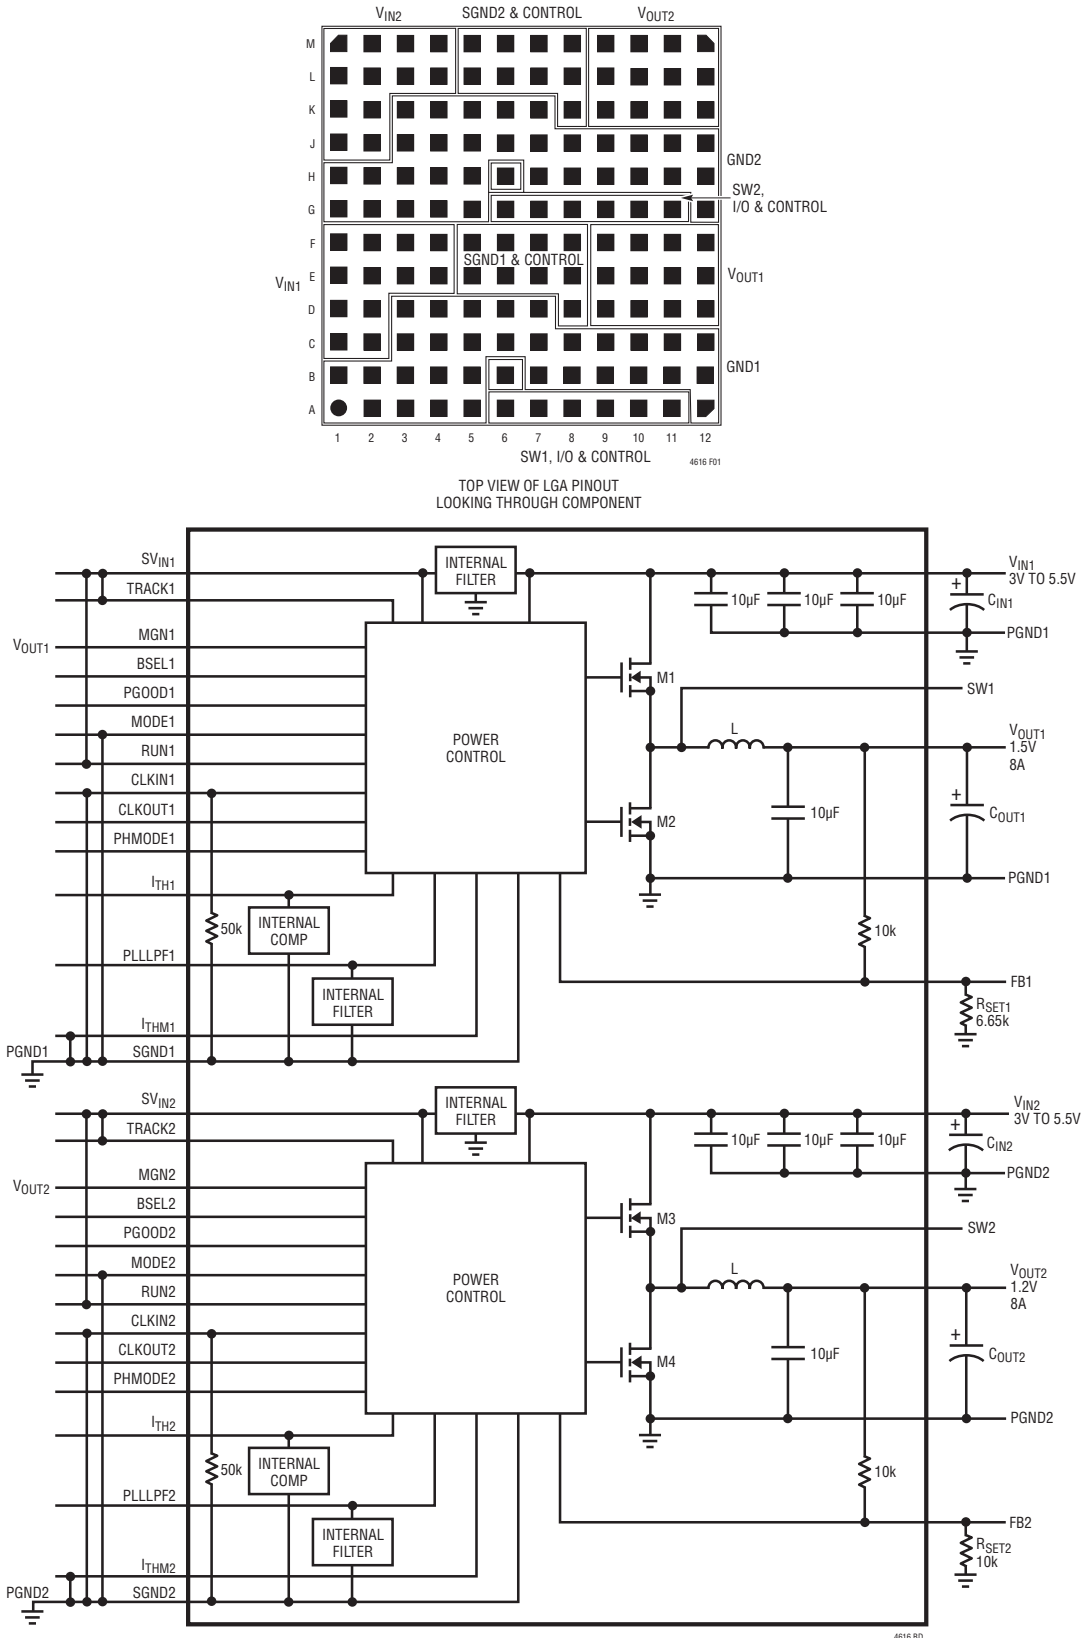 VIN2 SGND2 & CONTROL VOUT2
M
L
K
J
H
G
F
E
D
C
B
A
GND2
SW2,
I/O & CONTROL
SGND1 & CONTROL
VIN1
VOUT1
GND1
1 2 3 4 5 6 7 8 9 10 11 12
SW1, I/O & CONTROL
4616 F01
TOP VIEW OF LGA PINOUT
LOOKING THROUGH COMPONENT
SVIN1
TRACK1
MGN1
VOUT1
BSEL1
PGOOD1
MODE1
RUN1
CLKIN1
CLKOUT1
PHMODE1
ITH1
50k
INTERNAL
COMP
PLLLPF1
INTERNAL
FILTER
ITHM1
PGND1
SGND1
INTERNAL
FILTER
POWER
CONTROL
M1
M2
10µF
10µF
10µF
+
CIN1
VIN1
3V TO 5.5V
PGND1
SW1
L
VOUT1
1.5V
8A
10µF
+
COUT1
PGND1
10k
FB1
RSET1
6.65k
SVIN2
TRACK2
MGN2
VOUT2
BSEL2
PGOOD2
MODE2
RUN2
CLKIN2
CLKOUT2
PHMODE2
ITH2
50k
INTERNAL
COMP
PLLLPF2
INTERNAL
FILTER
ITHM2
PGND2
SGND2
INTERNAL
FILTER
POWER
CONTROL
M3
M4
10µF
10µF
10µF
+
CIN2
VIN2
3V TO 5.5V
PGND2
SW2
L
VOUT2
1.2V
8A
10µF
+
COUT2
PGND2
10k
FB2
RSET2
10k
4616 BD